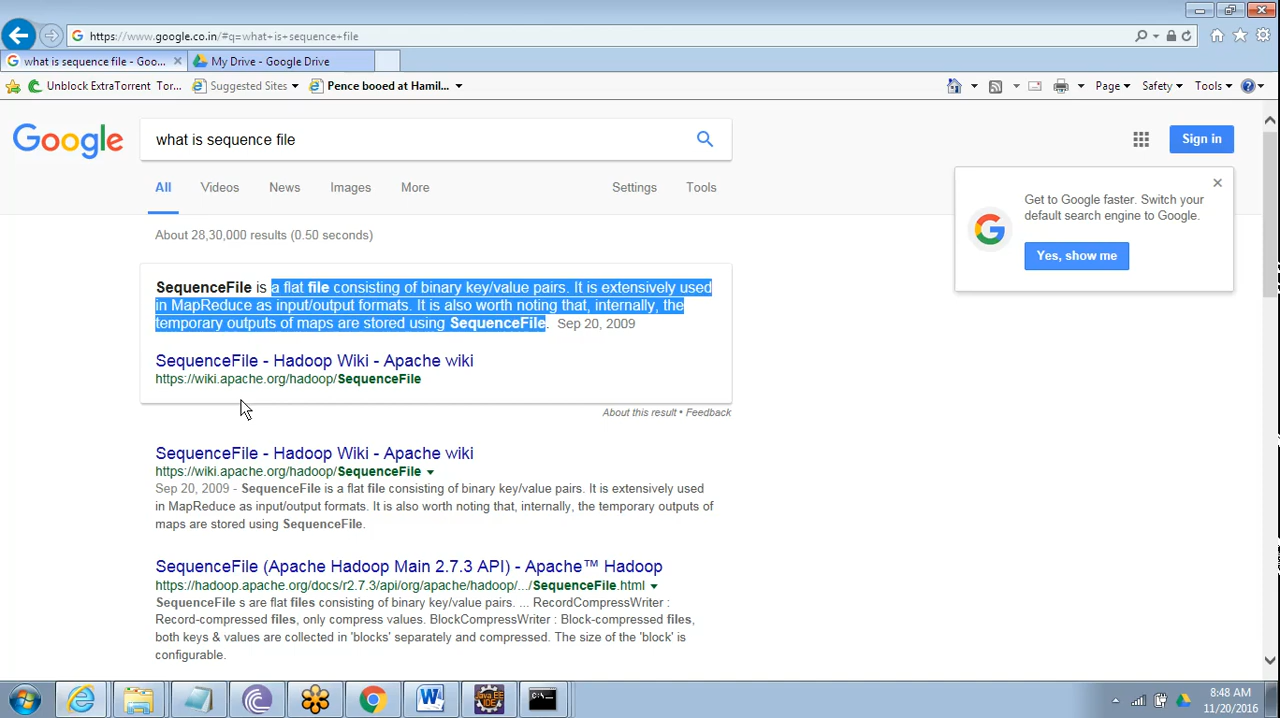 https://www.google.co.in/#q=what+is+sequence+file
what is sequence file - Goo...
My Drive - Google Drive
Unblock ExtraTorrent Tor...
Suggested Sites
Pence booed at Hamil...
Page
Safety
Tools
Google
what is sequence file
Sign in
All
Videos
News
Images
More
Settings
Tools
Get to Google faster. Switch your
default search engine to Google.
Yes, show me
About 28,30,000 results (0.50 seconds)
SequenceFile is a flat file consisting of binary key/value pairs. It is extensively used
in MapReduce as input/output formats. It is also worth noting that, internally, the
temporary outputs of maps are stored using SequenceFile. Sep 20, 2009
SequenceFile - Hadoop Wiki - Apache wiki
https://wiki.apache.org/hadoop/SequenceFile
About this result • Feedback
SequenceFile - Hadoop Wiki - Apache wiki
https://wiki.apache.org/hadoop/SequenceFile
Sep 20, 2009 - SequenceFile is a flat file consisting of binary key/value pairs. It is extensively used
in MapReduce as input/output formats. It is also worth noting that, internally, the temporary outputs of
maps are stored using SequenceFile.
SequenceFile (Apache Hadoop Main 2.7.3 API) - Apache™ Hadoop
https://hadoop.apache.org/docs/r2.7.3/api/org/apache/hadoop/.../SequenceFile.html
SequenceFile s are flat files consisting of binary key/value pairs. ... RecordCompressWriter :
Record-compressed files, only compress values. BlockCompressWriter : Block-compressed files,
both keys & values are collected in 'blocks' separately and compressed. The size of the 'block' is
configurable.
8:48 AM
11/20/2016